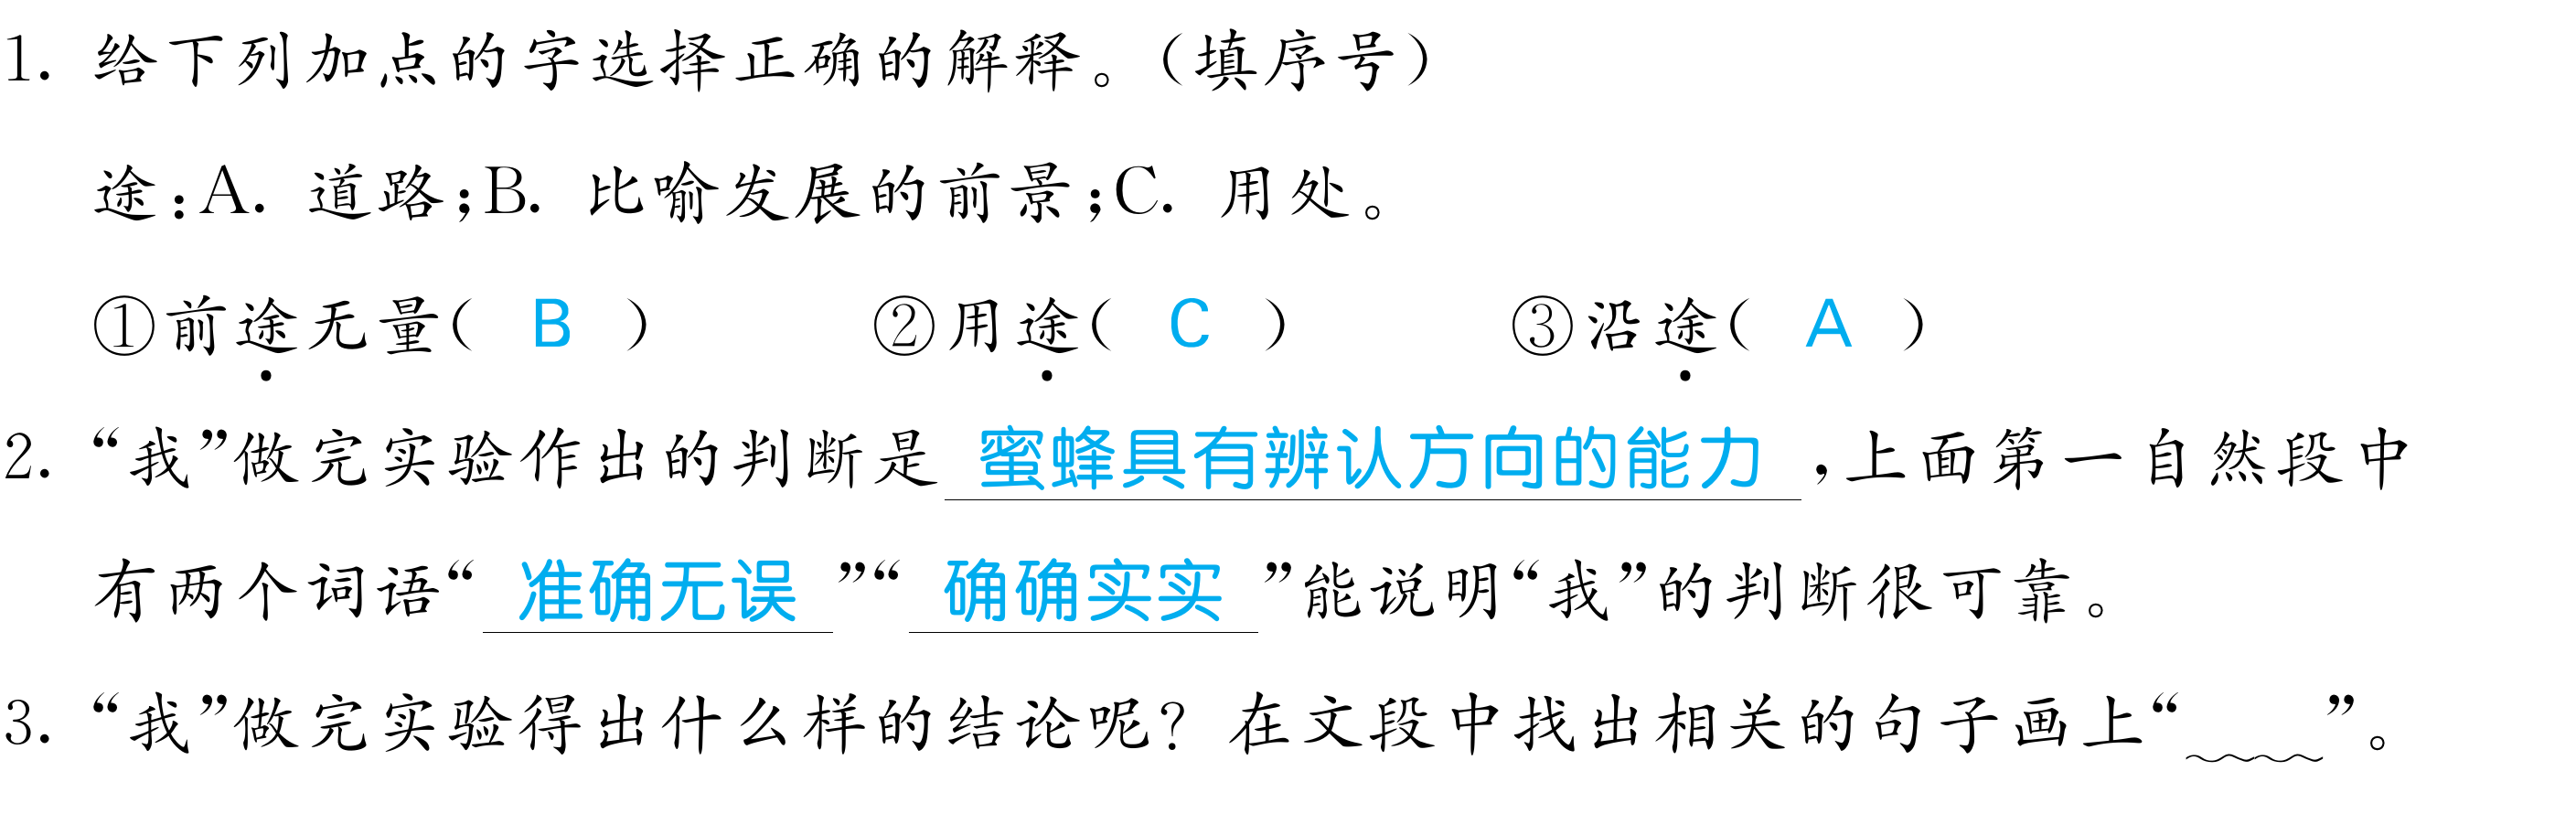 1. 给下列加点的字选择正确的解释。(填序号)
途:A. 道路;B. 比喻发展的前景;C. 用处。
①前途无量( B ) ②用途( C ) ③沿途( A )
2. “我”做完实验作出的判断是 蜜蜂具有辨认方向的能力 ,上面第一自然段中
有两个词语“ 准确无误 ”“ 确确实实 ”能说明“我”的判断很可靠。
3. “我”做完实验得出什么样的结论呢? 在文段中找出相关的句子画上“﹏﹏”。